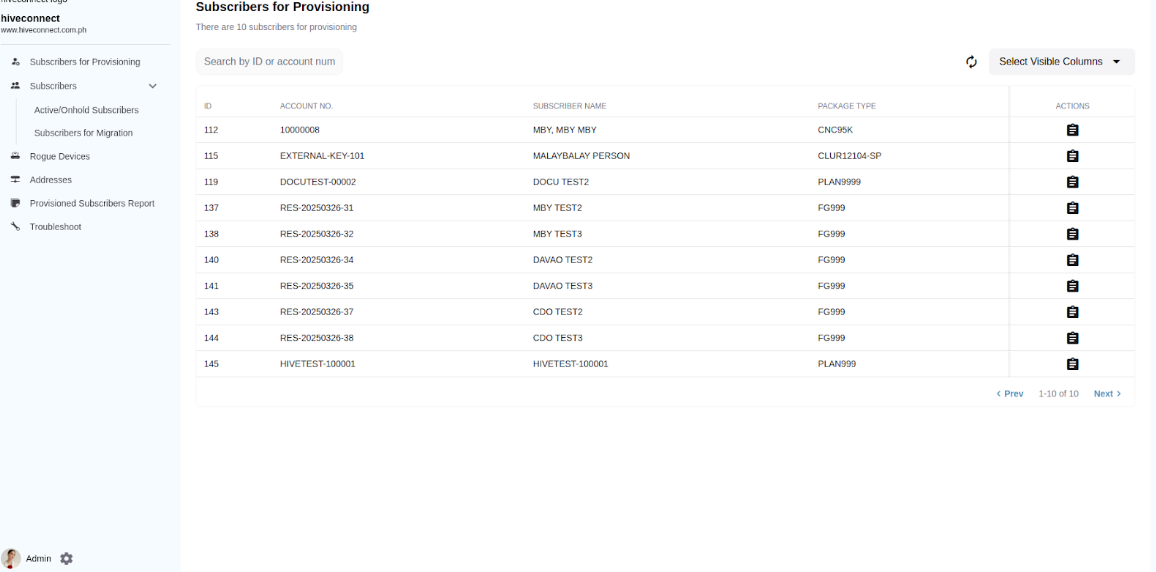 hiveconnect logo
hiveconnect
www.hiveconnect.com.ph
Subscribers for Provisioning
Subscribers
Active/Onhold Subscribers
Subscribers for Migration
Rogue Devices
Addresses
Provisioned Subscribers Report
Troubleshoot
Admin
Subscribers for Provisioning
There are 10 subscribers for provisioning
Search by ID or account num
Select Visible Columns
ID ACCOUNT NO. SUBSCRIBER NAME PACKAGE TYPE ACTIONS
112 10000008 MBY, MBY MBY CNC95K
115 EXTERNAL-KEY-101 MALAYBALAY PERSON CLUR12104-SP
119 DOCUTEST-00002 DOCU TEST2 PLAN9999
137 RES-20250326-31 MBY TEST2 FG999
138 RES-20250326-32 MBY TEST3 FG999
140 RES-20250326-34 DAVAO TEST2 FG999
141 RES-20250326-35 DAVAO TEST3 FG999
143 RES-20250326-37 CDO TEST2 FG999
144 RES-20250326-38 CDO TEST3 FG999
145 HIVETEST-100001 HIVETEST-100001 PLAN999
Prev 1-10 of 10 Next